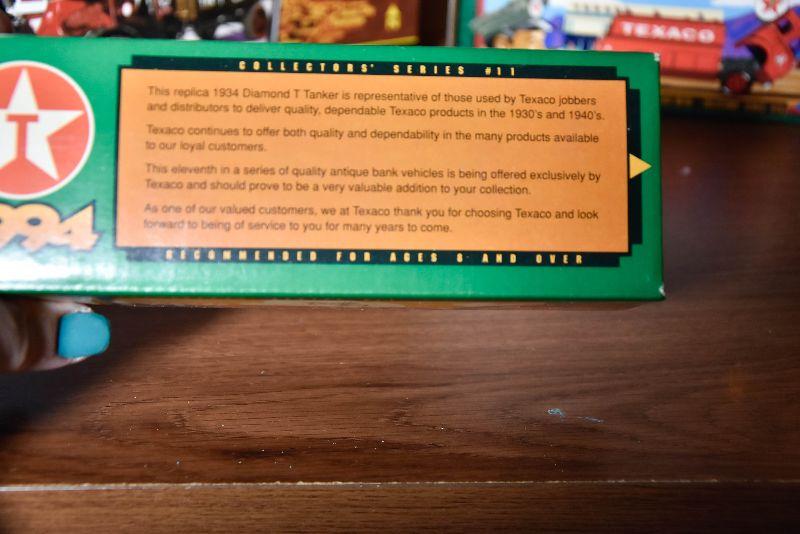 TEXACO
COLLECTORS' SERIES #11
This replica 1934 Diamond T Tanker is representative of those used by Texaco jobbers
and distributors to deliver quality, dependable Texaco products in the 1930's and 1940's.
Texaco continues to offer both quality and dependability in the many products available
to our loyal customers.
This eleventh in a series of quality antique bank vehicles is being offered exclusively by
Texaco and should prove to be a very valuable addition to your collection.
As one of our valued customers, we at Texaco thank you for choosing Texaco and look
forward to being of service to you for many years to come.
RECOMMENDED FOR AGES 8 AND OVER
T
994